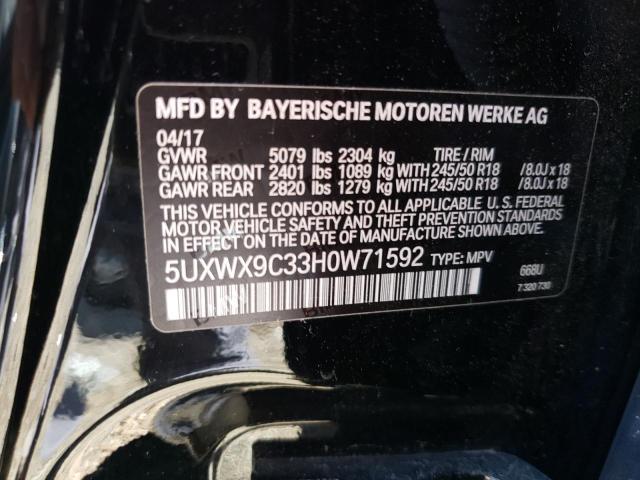 MFD BY BAYERISCHE MOTOREN WERKE AG
04/17
GVWR 5079 lbs 2304 kg TIRE / RIM
GAWR FRONT 2401 lbs 1089 kg WITH 245/50 R18 /8.0J x 18
GAWR REAR 2820 lbs 1279 kg WITH 245/50 R18 /8.0J x 18
THIS VEHICLE CONFORMS TO ALL APPLICABLE U. S. FEDERAL
MOTOR VEHICLE SAFETY AND THEFT PREVENTION STANDARDS
IN EFFECT ON THE DATE OF MANUFACTURE SHOWN ABOVE.
5UXWX9C33H0W71592 TYPE: MPV
668U
7 320 730